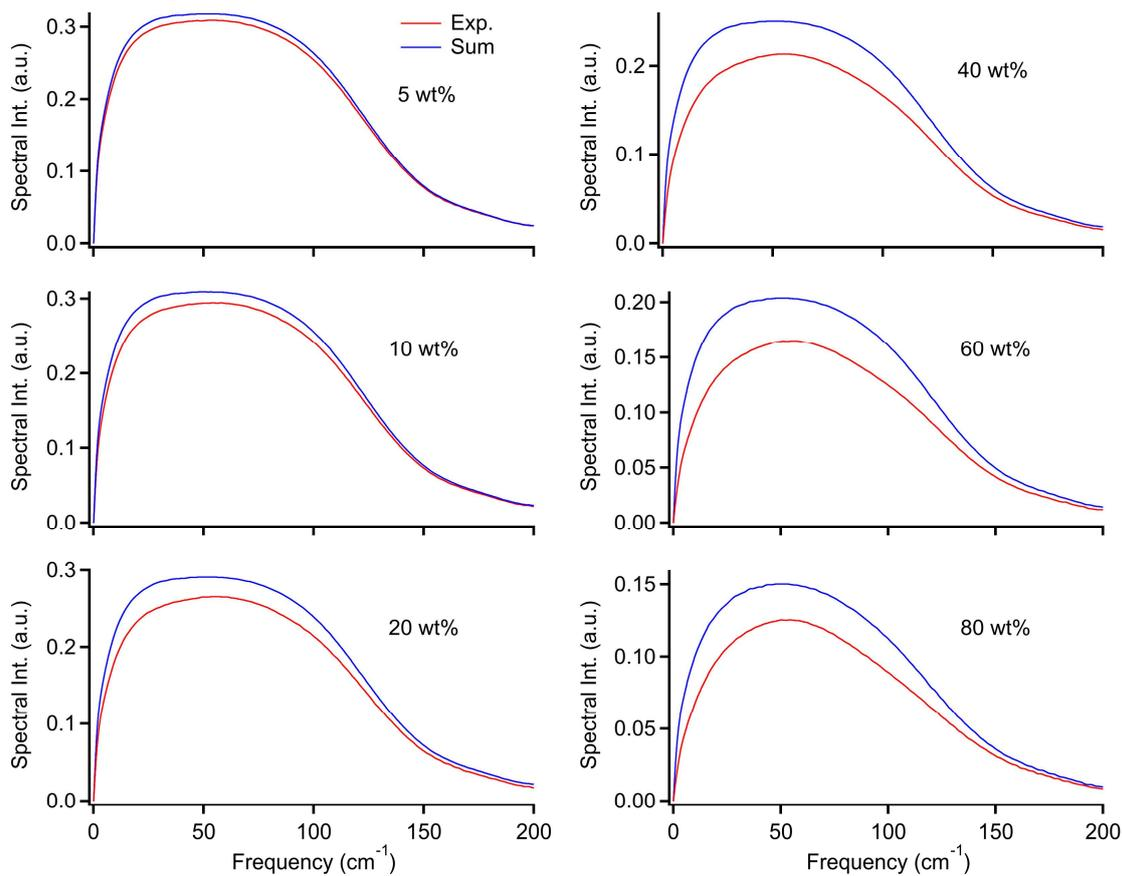 Spectral Int. (a.u.)
0.3
0.2
0.1
0.0
Exp.
Sum
5 wt%
Spectral Int. (a.u.)
0.2
0.1
0.0
40 wt%
Spectral Int. (a.u.)
0.3
0.2
0.1
0.0
10 wt%
Spectral Int. (a.u.)
0.20
0.15
0.10
0.05
0.00
60 wt%
Spectral Int. (a.u.)
0.3
0.2
0.1
0.0
20 wt%
0 50 100 150 200
Frequency (cm⁻¹)
Spectral Int. (a.u.)
0.15
0.10
0.05
0.00
80 wt%
0 50 100 150 200
Frequency (cm⁻¹)